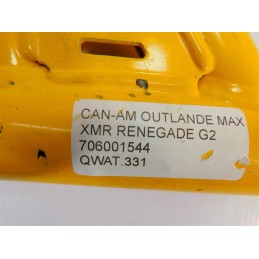 CAN-AM OUTLANDE MAX
XMR RENEGADE G2
706001544
QWAT.331